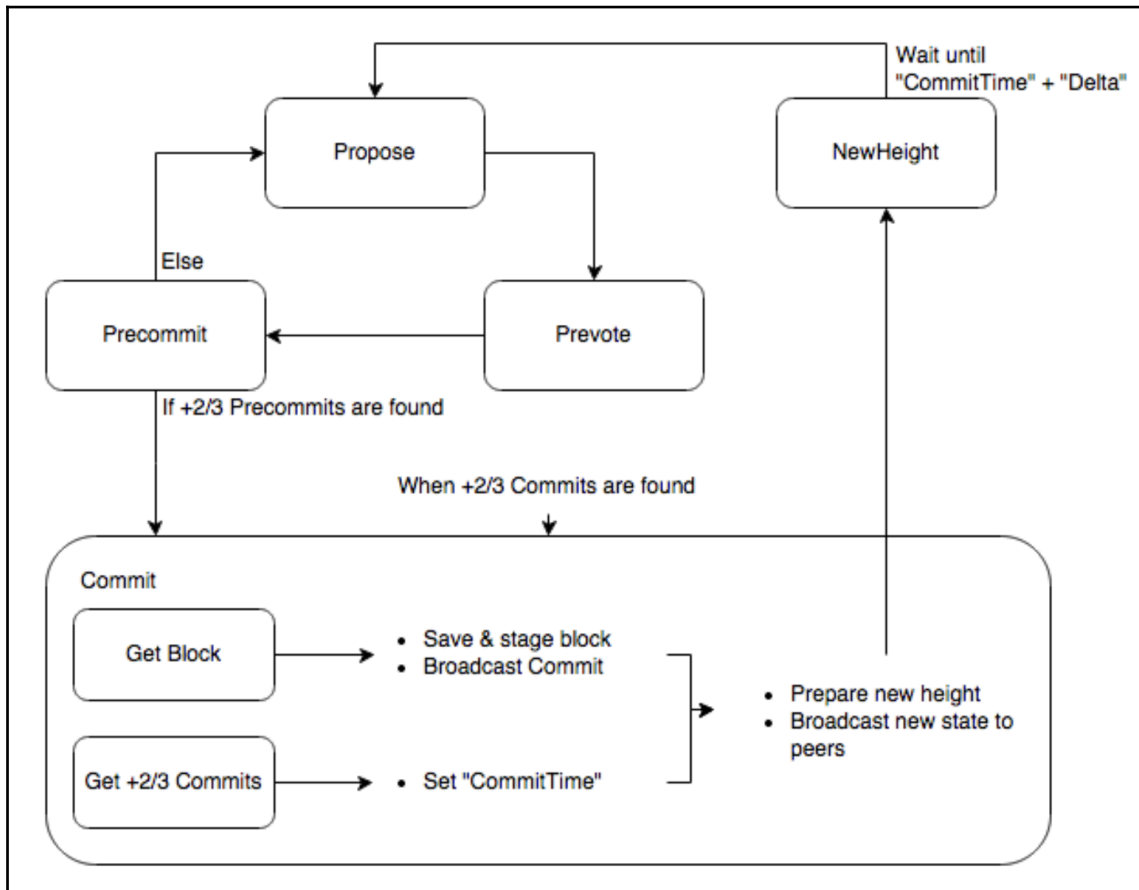 Wait until
"CommitTime" + "Delta"
Propose
NewHeight
Else
Precommit
Prevote
If +2/3 Precommits are found
When +2/3 Commits are found
Commit
Get Block
• Save & stage block
• Broadcast Commit
• Prepare new height
• Broadcast new state to
peers
Get +2/3 Commits
• Set "CommitTime"